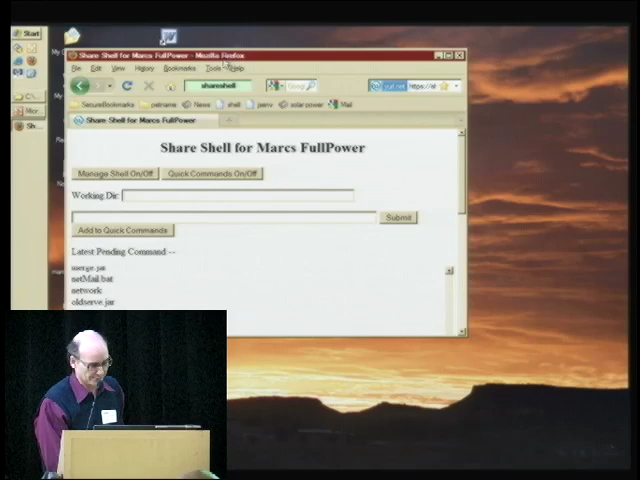 Start
Share Shell for Marcs FullPower - Mozilla Firefox
File Edit View History Bookmarks Tools Help
shareshell
SecureBookmarks petname News shell penv solar power Mail
Share Shell for Marcs FullPower
Share Shell for Marcs FullPower
Manage Shell On/Off Quick Commands On/Off
Working Dir:
Submit
Add to Quick Commands
Latest Pending Command --
merge.jar
netMail.bat
network
oldserve.jar